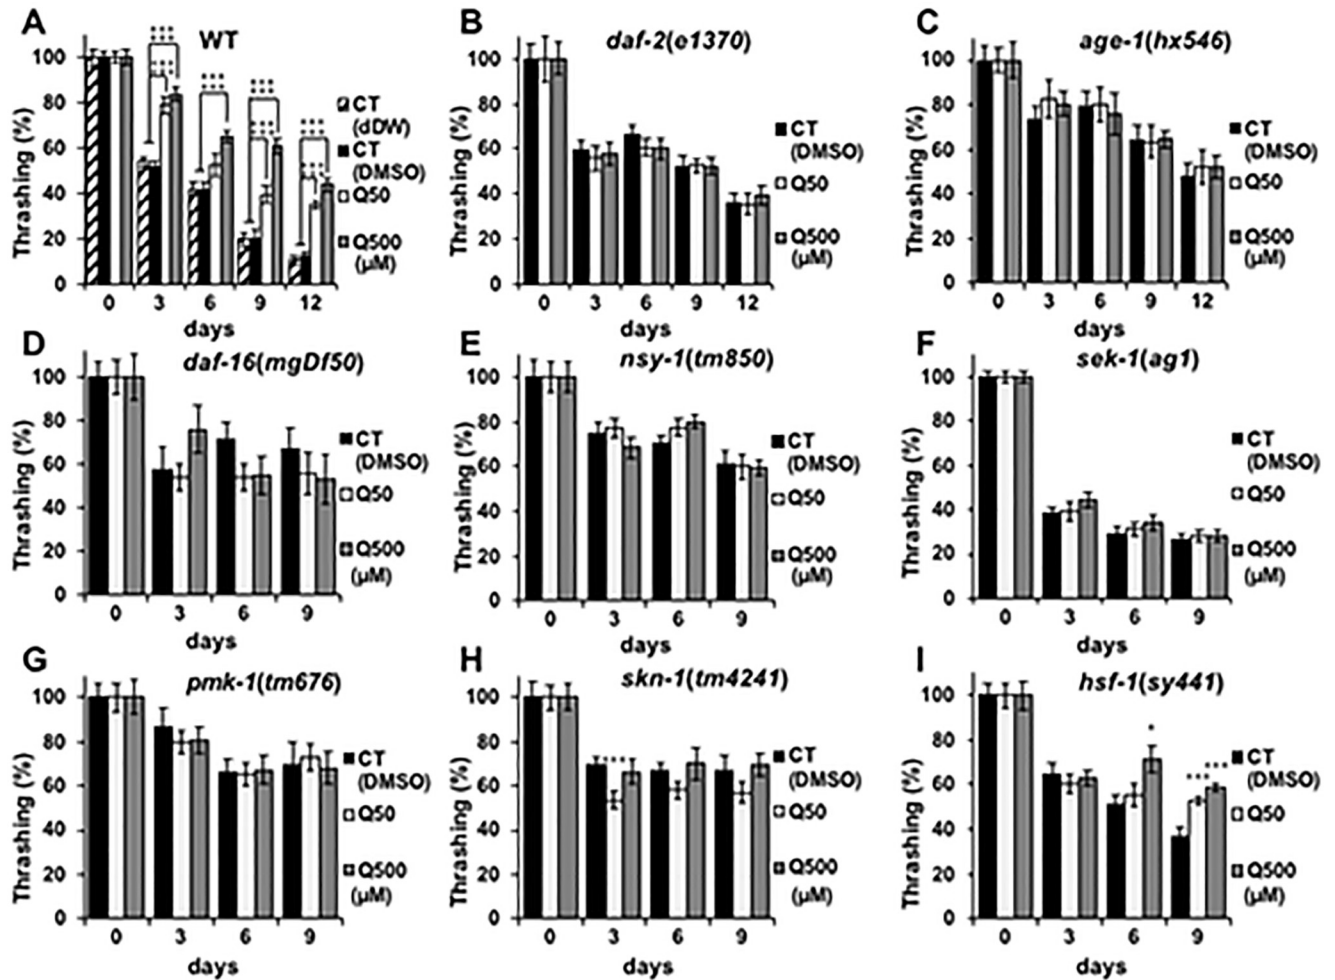 A
WT
Thrashing (%)
100
80
60
40
20
0
0 3 6 9 12
days
CT
(dDW)
CT
(DMSO)
Q50
Q500
(µM)
B
daf-2(e1370)
Thrashing (%)
100
80
60
40
20
0
0 3 6 9 12
days
CT
(DMSO)
Q50
Q500
(µM)
C
age-1(hx546)
Thrashing (%)
100
80
60
40
20
0
0 3 6 9 12
days
CT
(DMSO)
Q50
Q500
(µM)
D
daf-16(mgDf50)
Thrashing (%)
100
80
60
40
20
0
0 3 6 9
days
CT
(DMSO)
Q50
Q500
(µM)
E
nsy-1(tm850)
Thrashing (%)
100
80
60
40
20
0
0 3 6 9
days
CT
(DMSO)
Q50
Q500
(µM)
F
sek-1(ag1)
Thrashing (%)
100
80
60
40
20
0
0 3 6 9
days
CT
(DMSO)
Q50
Q500
(µM)
G
pmk-1(tm676)
Thrashing (%)
100
80
60
40
20
0
0 3 6 9
days
CT
(DMSO)
Q50
Q500
(µM)
H
skn-1(tm4241)
Thrashing (%)
100
80
60
40
20
0
0 3 6 9
days
CT
(DMSO)
Q50
Q500
(µM)
I
hsf-1(sy441)
Thrashing (%)
100
80
60
40
20
0
*
***
***
0 3 6 9
days
CT
(DMSO)
Q50
Q500
(µM)